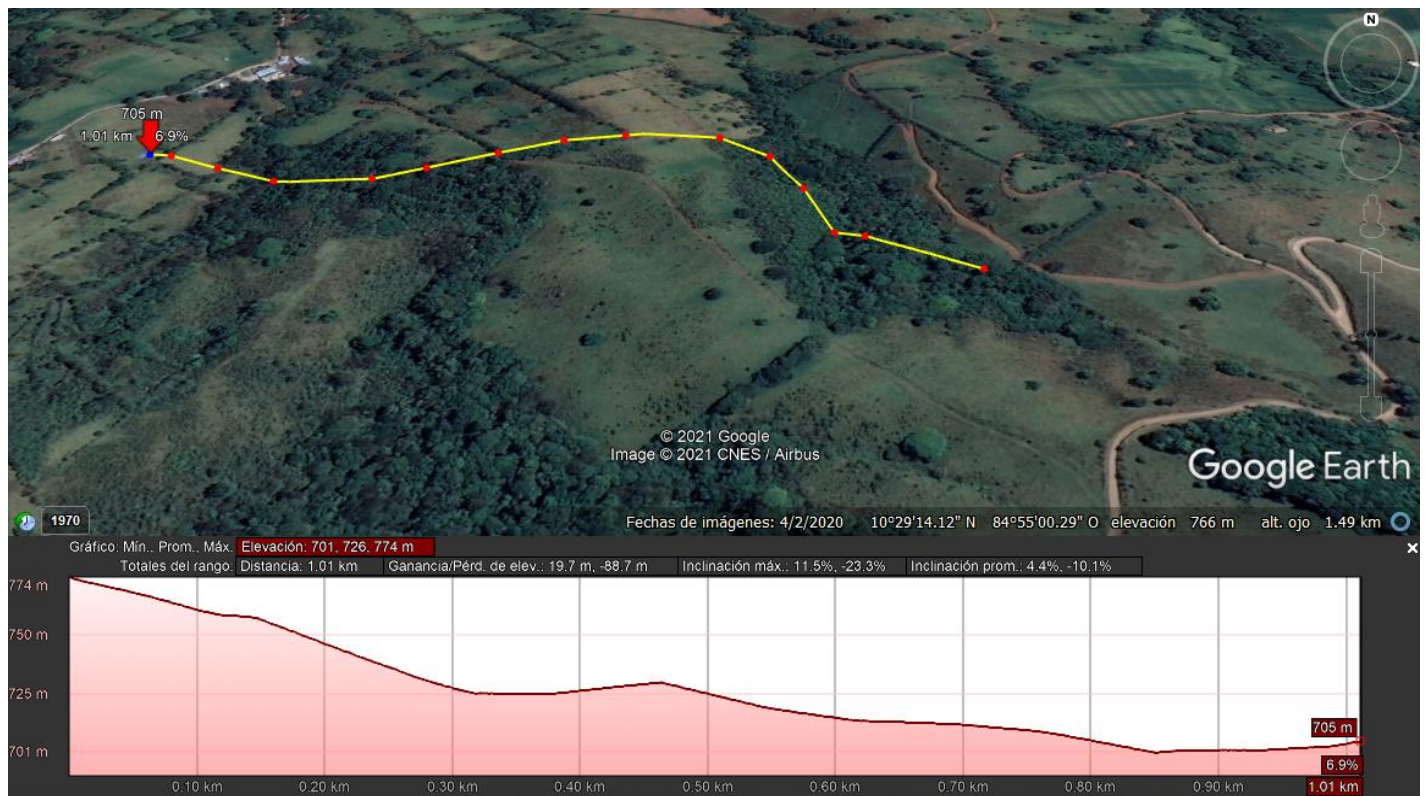 N
705 m
1.01 km 6.9%
© 2021 Google
Image © 2021 CNES / Airbus
Google Earth
1970
Fechas de imágenes: 4/2/2020 10°29'14.12" N 84°55'00.29" O elevación 766 m alt. ojo 1.49 km
Gráfico: Mín., Prom., Máx. Elevación: 701, 726, 774 m
Totales del rango: Distancia: 1.01 km Ganancia/Pérd. de elev.: 19.7 m, -88.7 m Inclinación máx.: 11.5%, -23.3% Inclinación prom.: 4.4%, -10.1%
774 m
750 m
725 m
701 m
705 m
6.9%
0.10 km 0.20 km 0.30 km 0.40 km 0.50 km 0.60 km 0.70 km 0.80 km 0.90 km 1.01 km